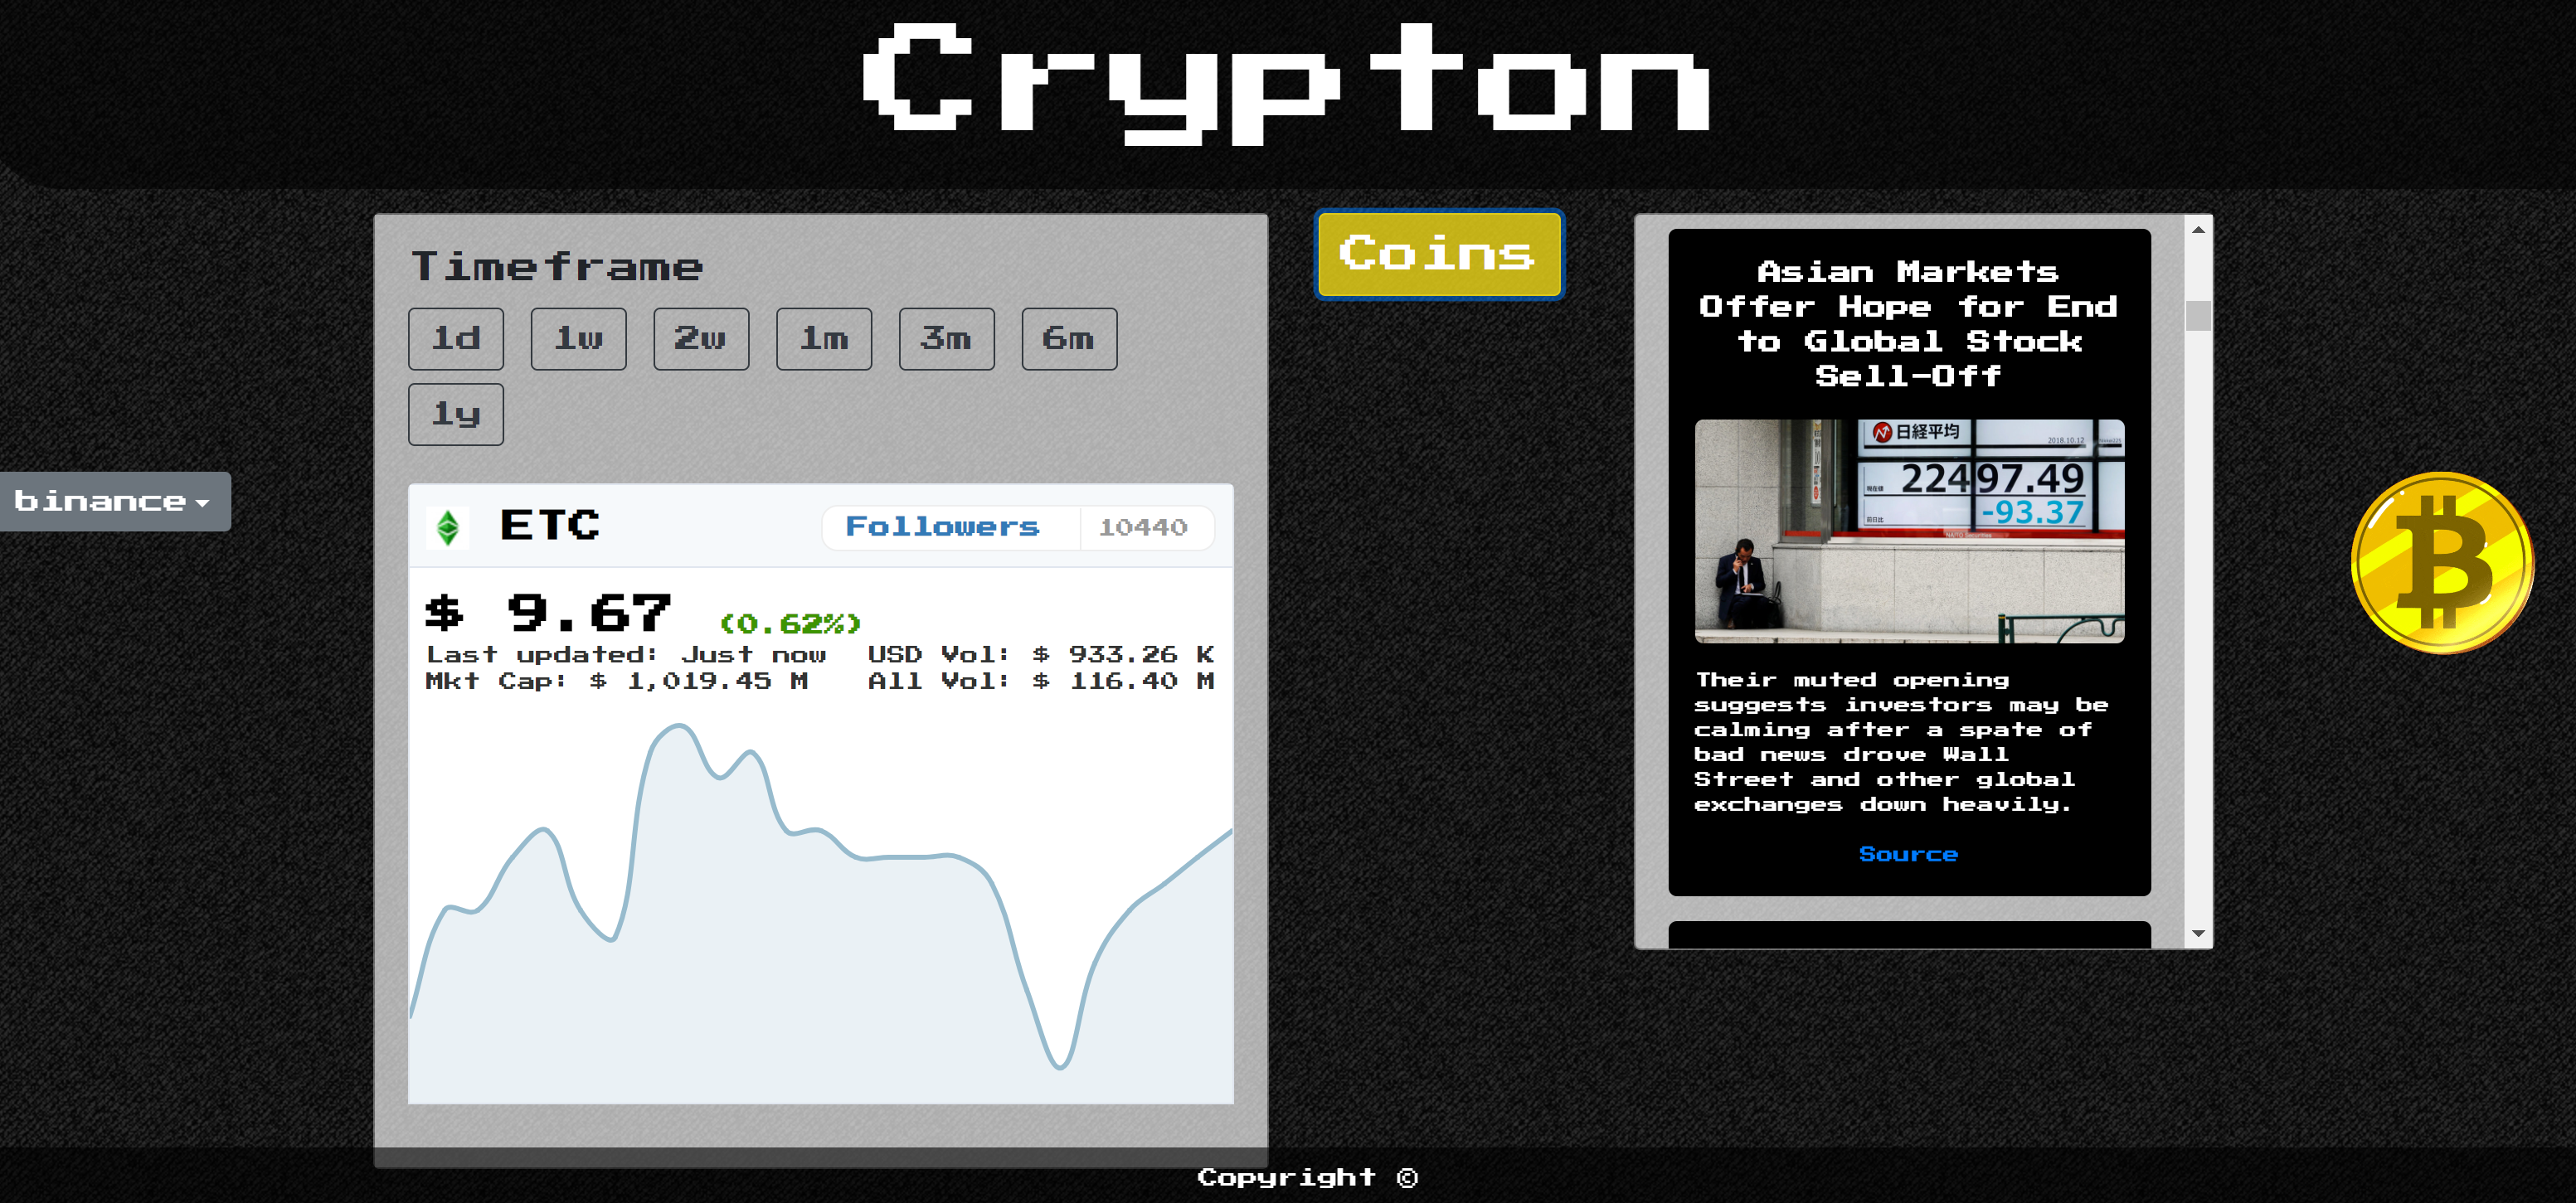 Crypton
Timeframe
1d 1w 2w 1m 3m 6m
1y
binance
ETC Followers 10440
$ 9.67 (0.62%)
Last updated: Just now USD Vol: $ 933.26 K
Mkt Cap: $ 1,019.45 M All Vol: $ 116.40 M
Coins
Asian Markets
Offer Hope for End
to Global Stock
Sell-Off
日経平均
2018.10.12
22497.49
-93.37
Their muted opening
suggests investors may be
calming after a spate of
bad news drove Wall
Street and other global
exchanges down heavily.
Source
Copyright ©